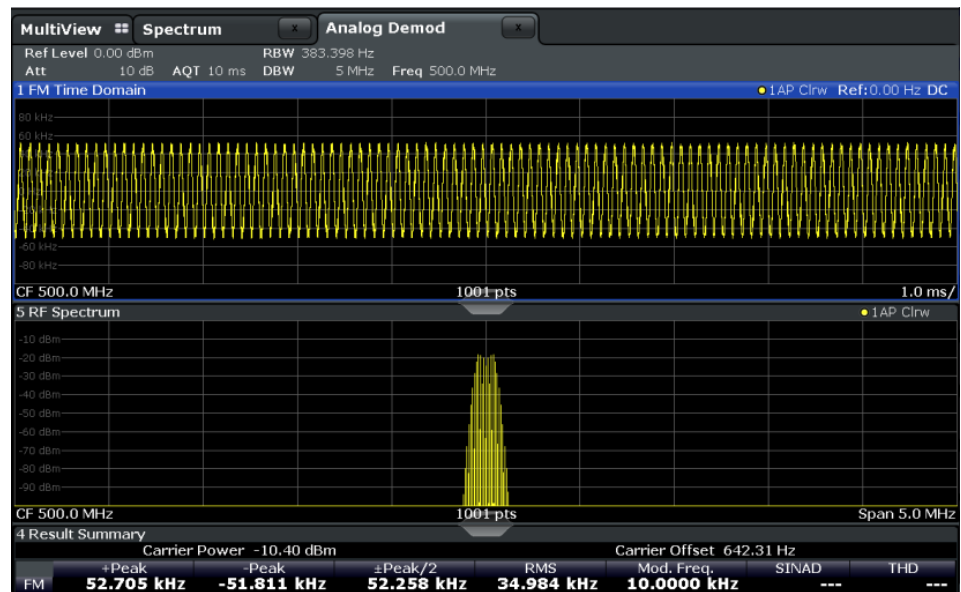 MultiView Spectrum x Analog Demod x
Ref Level 0.00 dBm RBW 383.398 Hz
Att 10 dB AQT 10 ms DBW 5 MHz Freq 500.0 MHz
1 FM Time Domain 1AP Clrw Ref:0.00 Hz DC
80 kHz
60 kHz
-60 kHz
-80 kHz
CF 500.0 MHz 1001 pts 1.0 ms/
5 RF Spectrum 1AP Clrw
-10 dBm
-20 dBm
-30 dBm
-40 dBm
-50 dBm
-60 dBm
-70 dBm
-80 dBm
-90 dBm
CF 500.0 MHz 1001 pts Span 5.0 MHz
4 Result Summary
Carrier Power -10.40 dBm Carrier Offset 642.31 Hz
+Peak -Peak ±Peak/2 RMS Mod. Freq. SINAD THD
FM 52.705 kHz -51.811 kHz 52.258 kHz 34.984 kHz 10.0000 kHz --- ---